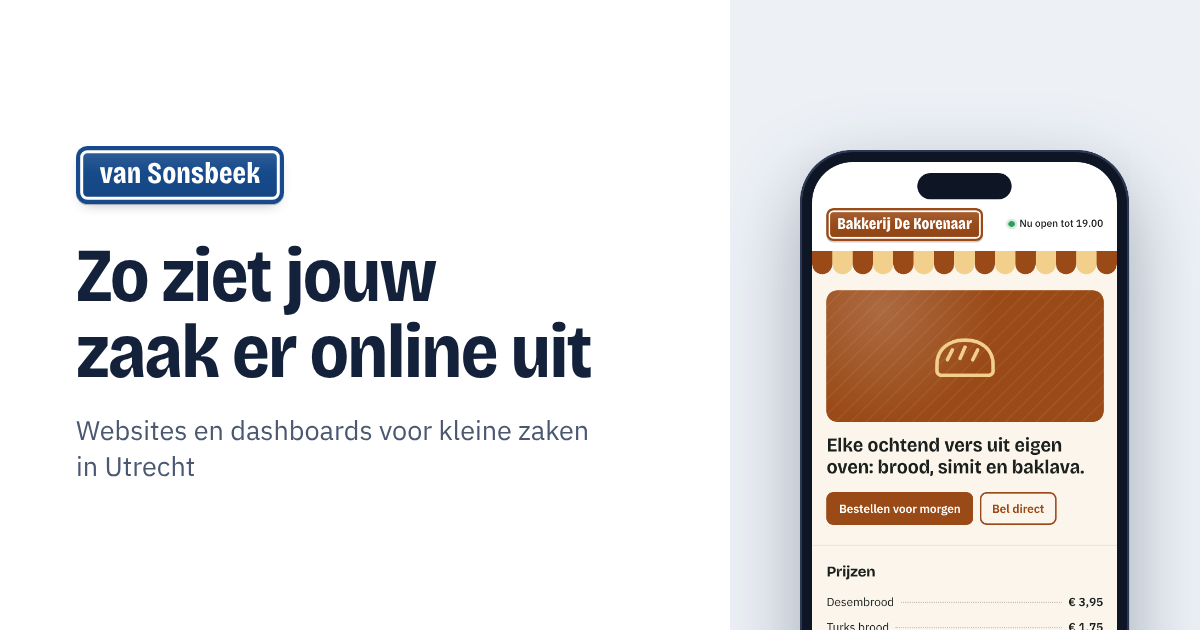 van Sonsbeek
Zo ziet jouw
zaak er online uit
Websites en dashboards voor kleine zaken
in Utrecht
Bakkerij De Korenaar
Nu open tot 19.00
Elke ochtend vers uit eigen
oven: brood, simit en baklava.
Bestellen voor morgen
Bel direct
Prijzen
Desembrood € 3,95
Turks brood € 1,75